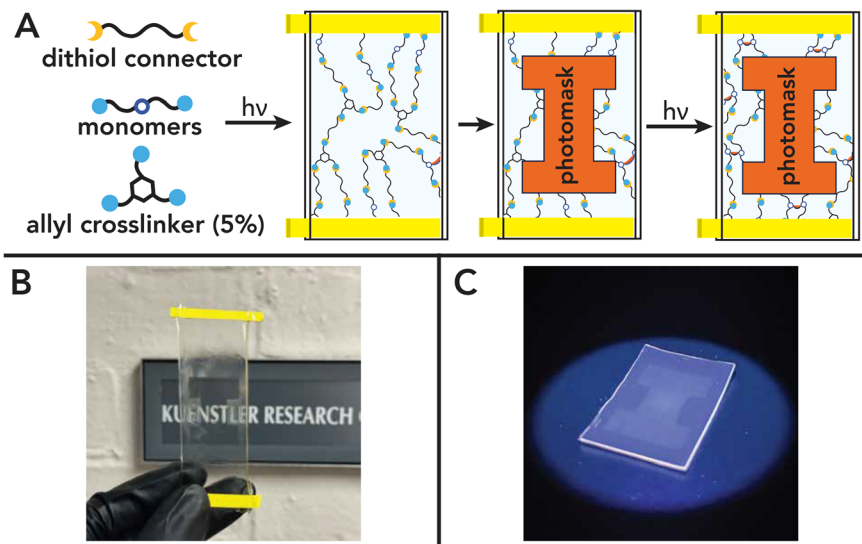 A
dithiol connector
monomers
allyl crosslinker (5%)
hν
photomask
hν
photomask
B
KUENSTLER RESEARCH
C